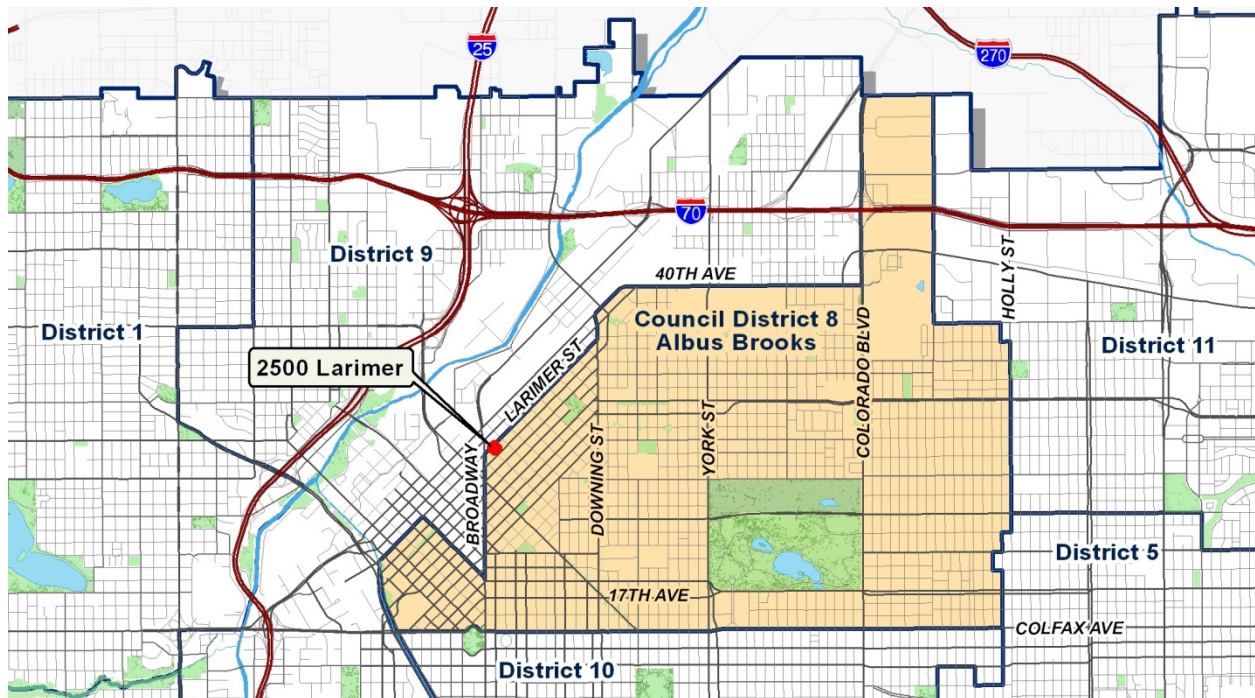 25
270
70
District 9
40TH AVE
HOLLY ST
District 1
Council District 8
Albus Brooks
District 11
2500 Larimer
LARIMER ST
COLORADO BLVD
BROADWAY
DOWNING ST
YORK ST
District 5
17TH AVE
COLFAX AVE
District 10